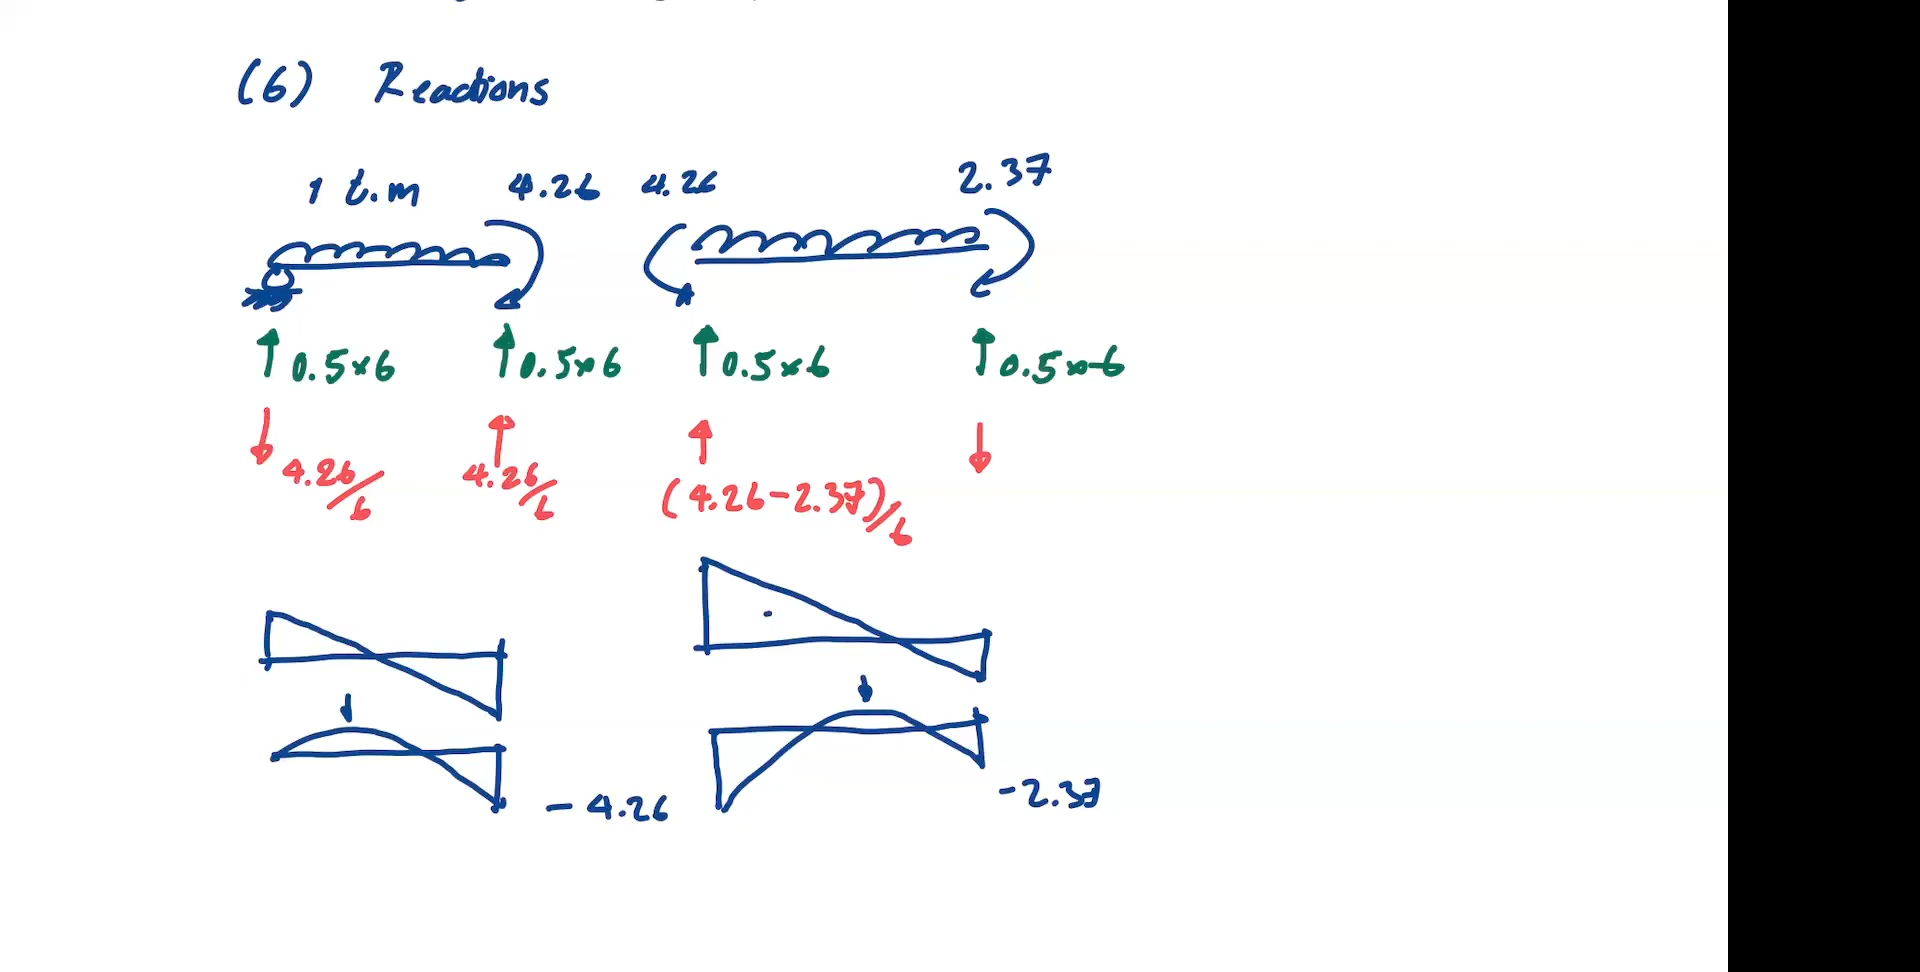 (6) Reactions
1 t.m 4.26 4.26 2.37
0.5×6 0.5×6 0.5×6 0.5×6
4.26/6 4.26/6 (4.26-2.37)/6
-4.26 -2.37